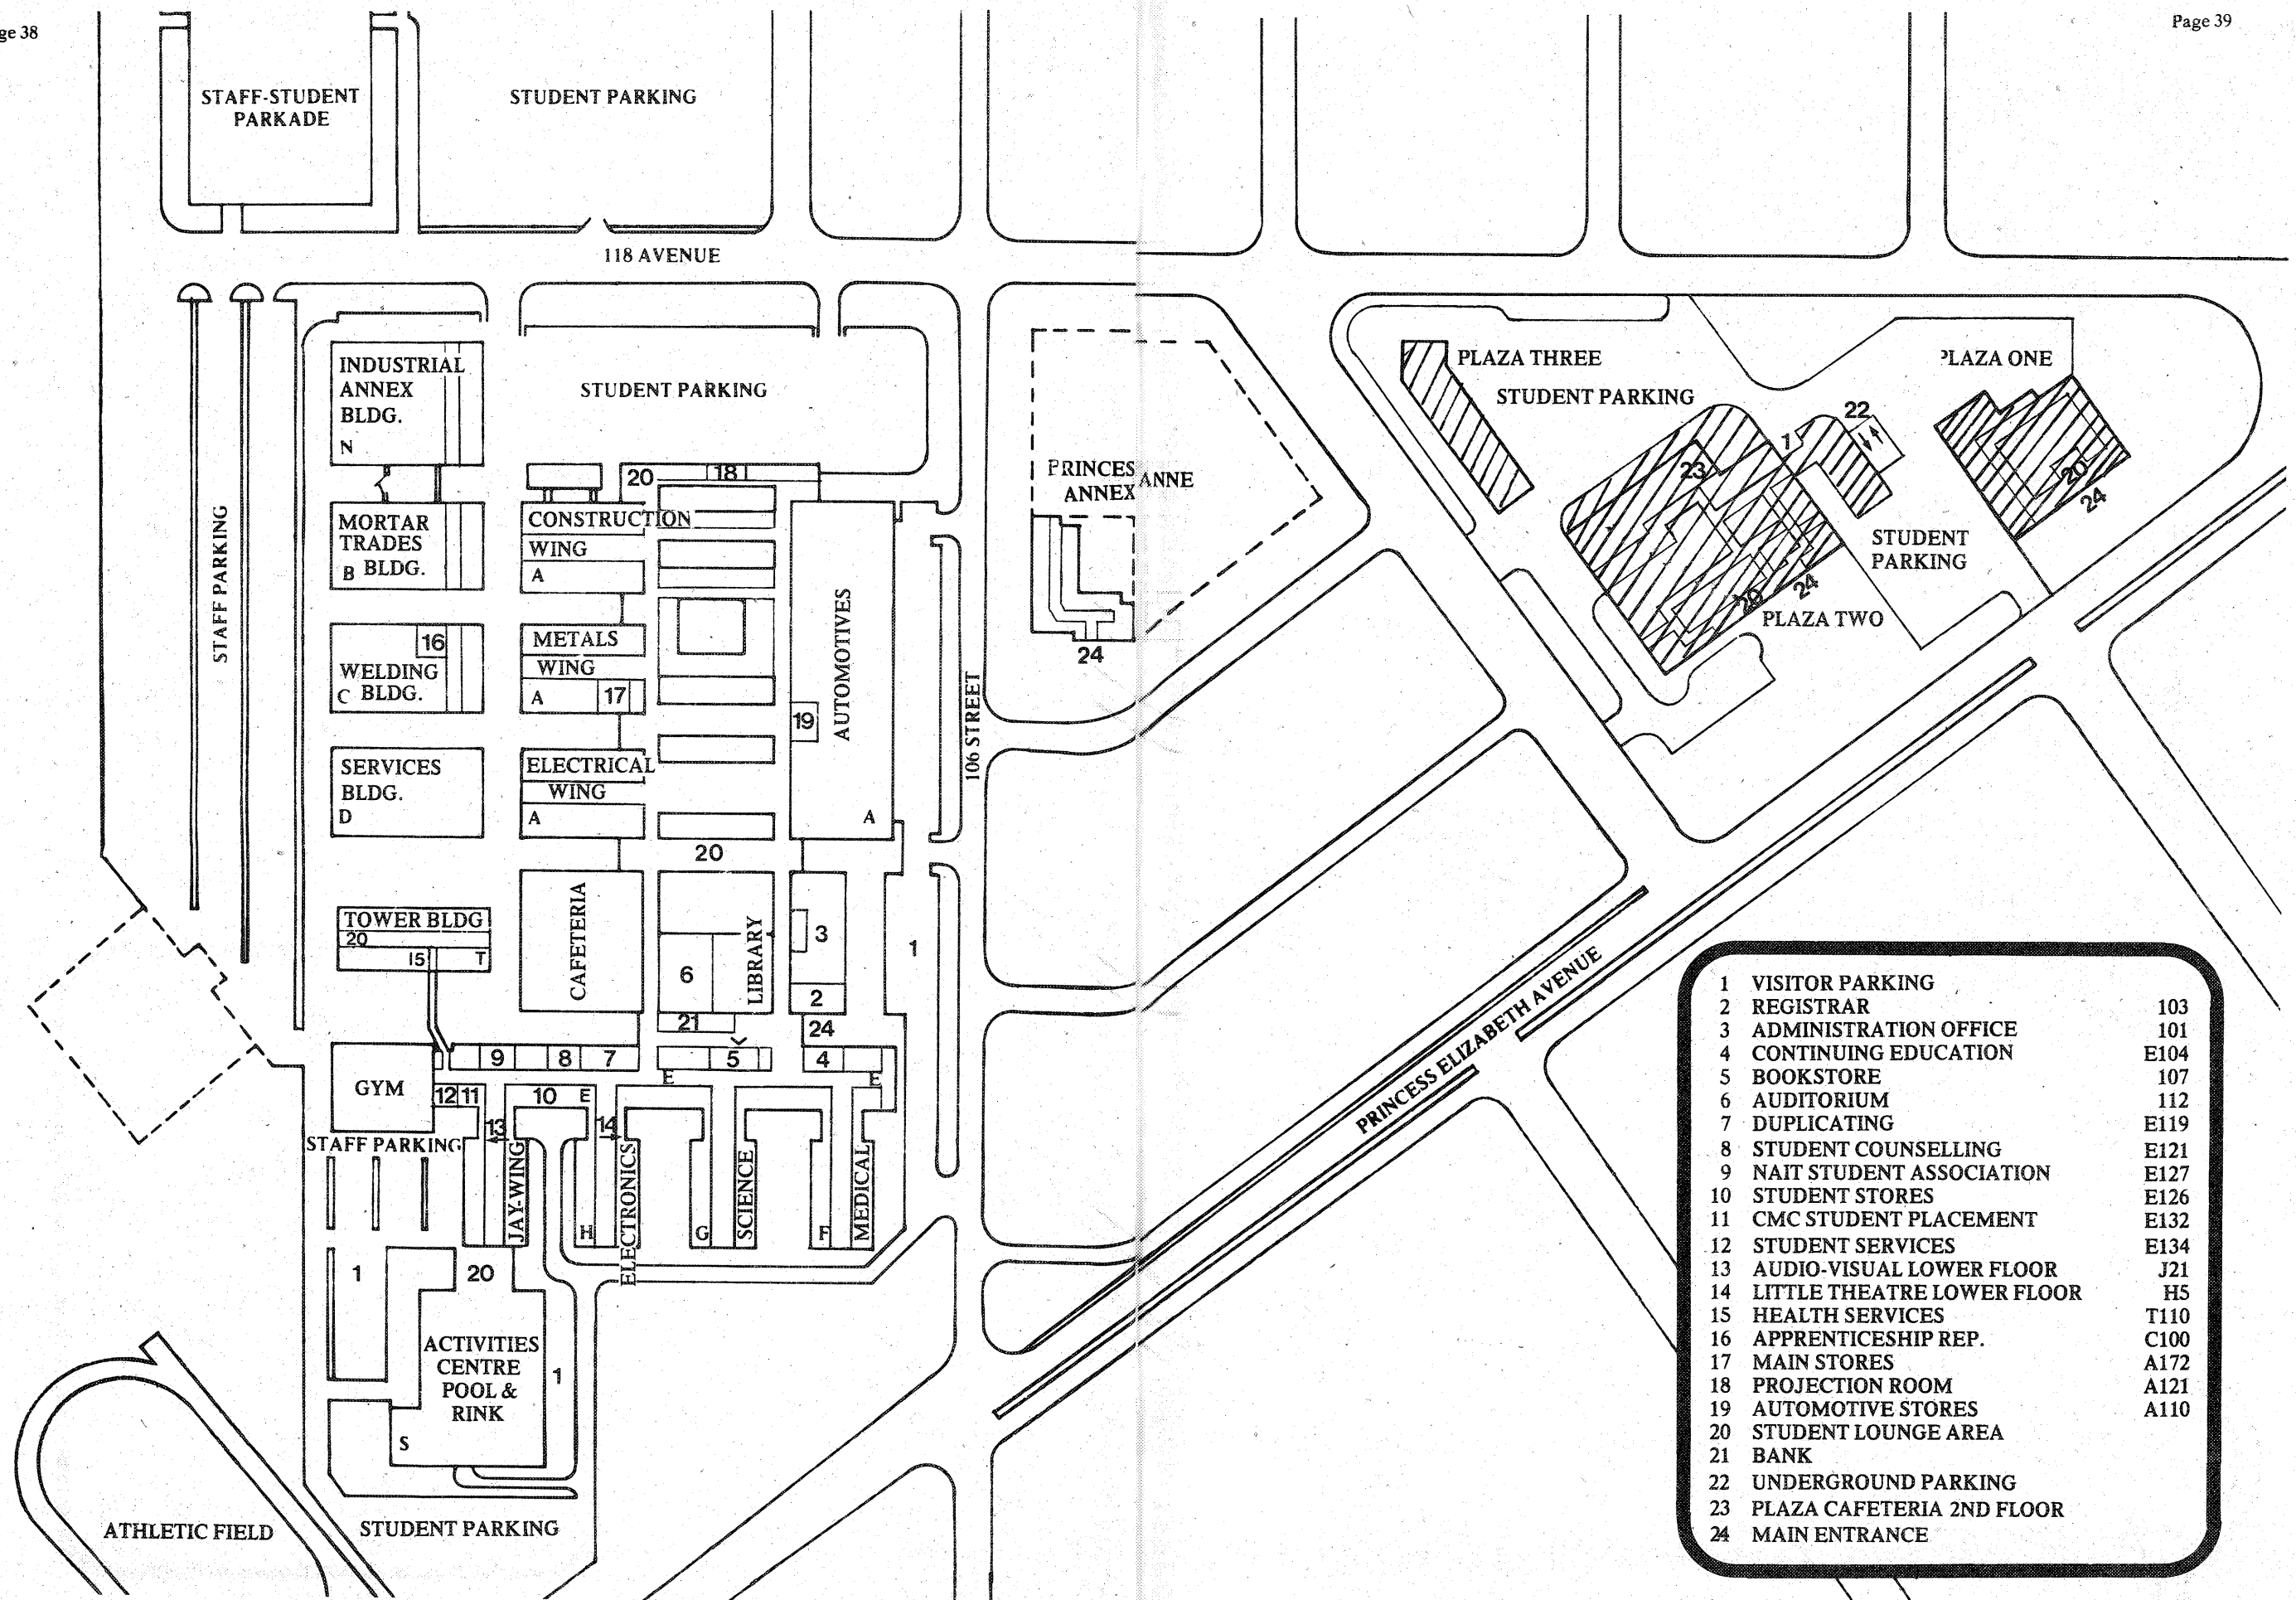 ge 38
Page 39
STAFF-STUDENT
PARKADE
STUDENT PARKING
118 AVENUE
STAFF PARKING
INDUSTRIAL
ANNEX
BLDG.
N
STUDENT PARKING
20
18
MORTAR
TRADES
B BLDG.
CONSTRUCTION
WING
A
16
WELDING
C BLDG.
METALS
WING
A
17
AUTOMOTIVES
19
A
SERVICES
BLDG.
D
ELECTRICAL
WING
A
20
106 STREET
PRINCES ANNE
ANNEX
24
PLAZA THREE
STUDENT PARKING
PLAZA ONE
22
1
23
20
24
STUDENT
PARKING
20
24
PLAZA TWO
TOWER BLDG
20
15
T
CAFETERIA
LIBRARY
6
3
2
1
21
24
GYM
9
8
7
5
4
E
E
12
11
10
E
13
14
STAFF PARKING
JAY-WING
H
ELECTRONICS
G
SCIENCE
F
MEDICAL
1
20
ACTIVITIES
CENTRE
POOL &
RINK
S
1
ATHLETIC FIELD
STUDENT PARKING
PRINCESS ELIZABETH AVENUE
1 VISITOR PARKING
2 REGISTRAR 103
3 ADMINISTRATION OFFICE 101
4 CONTINUING EDUCATION E104
5 BOOKSTORE 107
6 AUDITORIUM 112
7 DUPLICATING E119
8 STUDENT COUNSELLING E121
9 NAIT STUDENT ASSOCIATION E127
10 STUDENT STORES E126
11 CMC STUDENT PLACEMENT E132
12 STUDENT SERVICES E134
13 AUDIO-VISUAL LOWER FLOOR J21
14 LITTLE THEATRE LOWER FLOOR H5
15 HEALTH SERVICES T110
16 APPRENTICESHIP REP. C100
17 MAIN STORES A172
18 PROJECTION ROOM A121
19 AUTOMOTIVE STORES A110
20 STUDENT LOUNGE AREA
21 BANK
22 UNDERGROUND PARKING
23 PLAZA CAFETERIA 2ND FLOOR
24 MAIN ENTRANCE